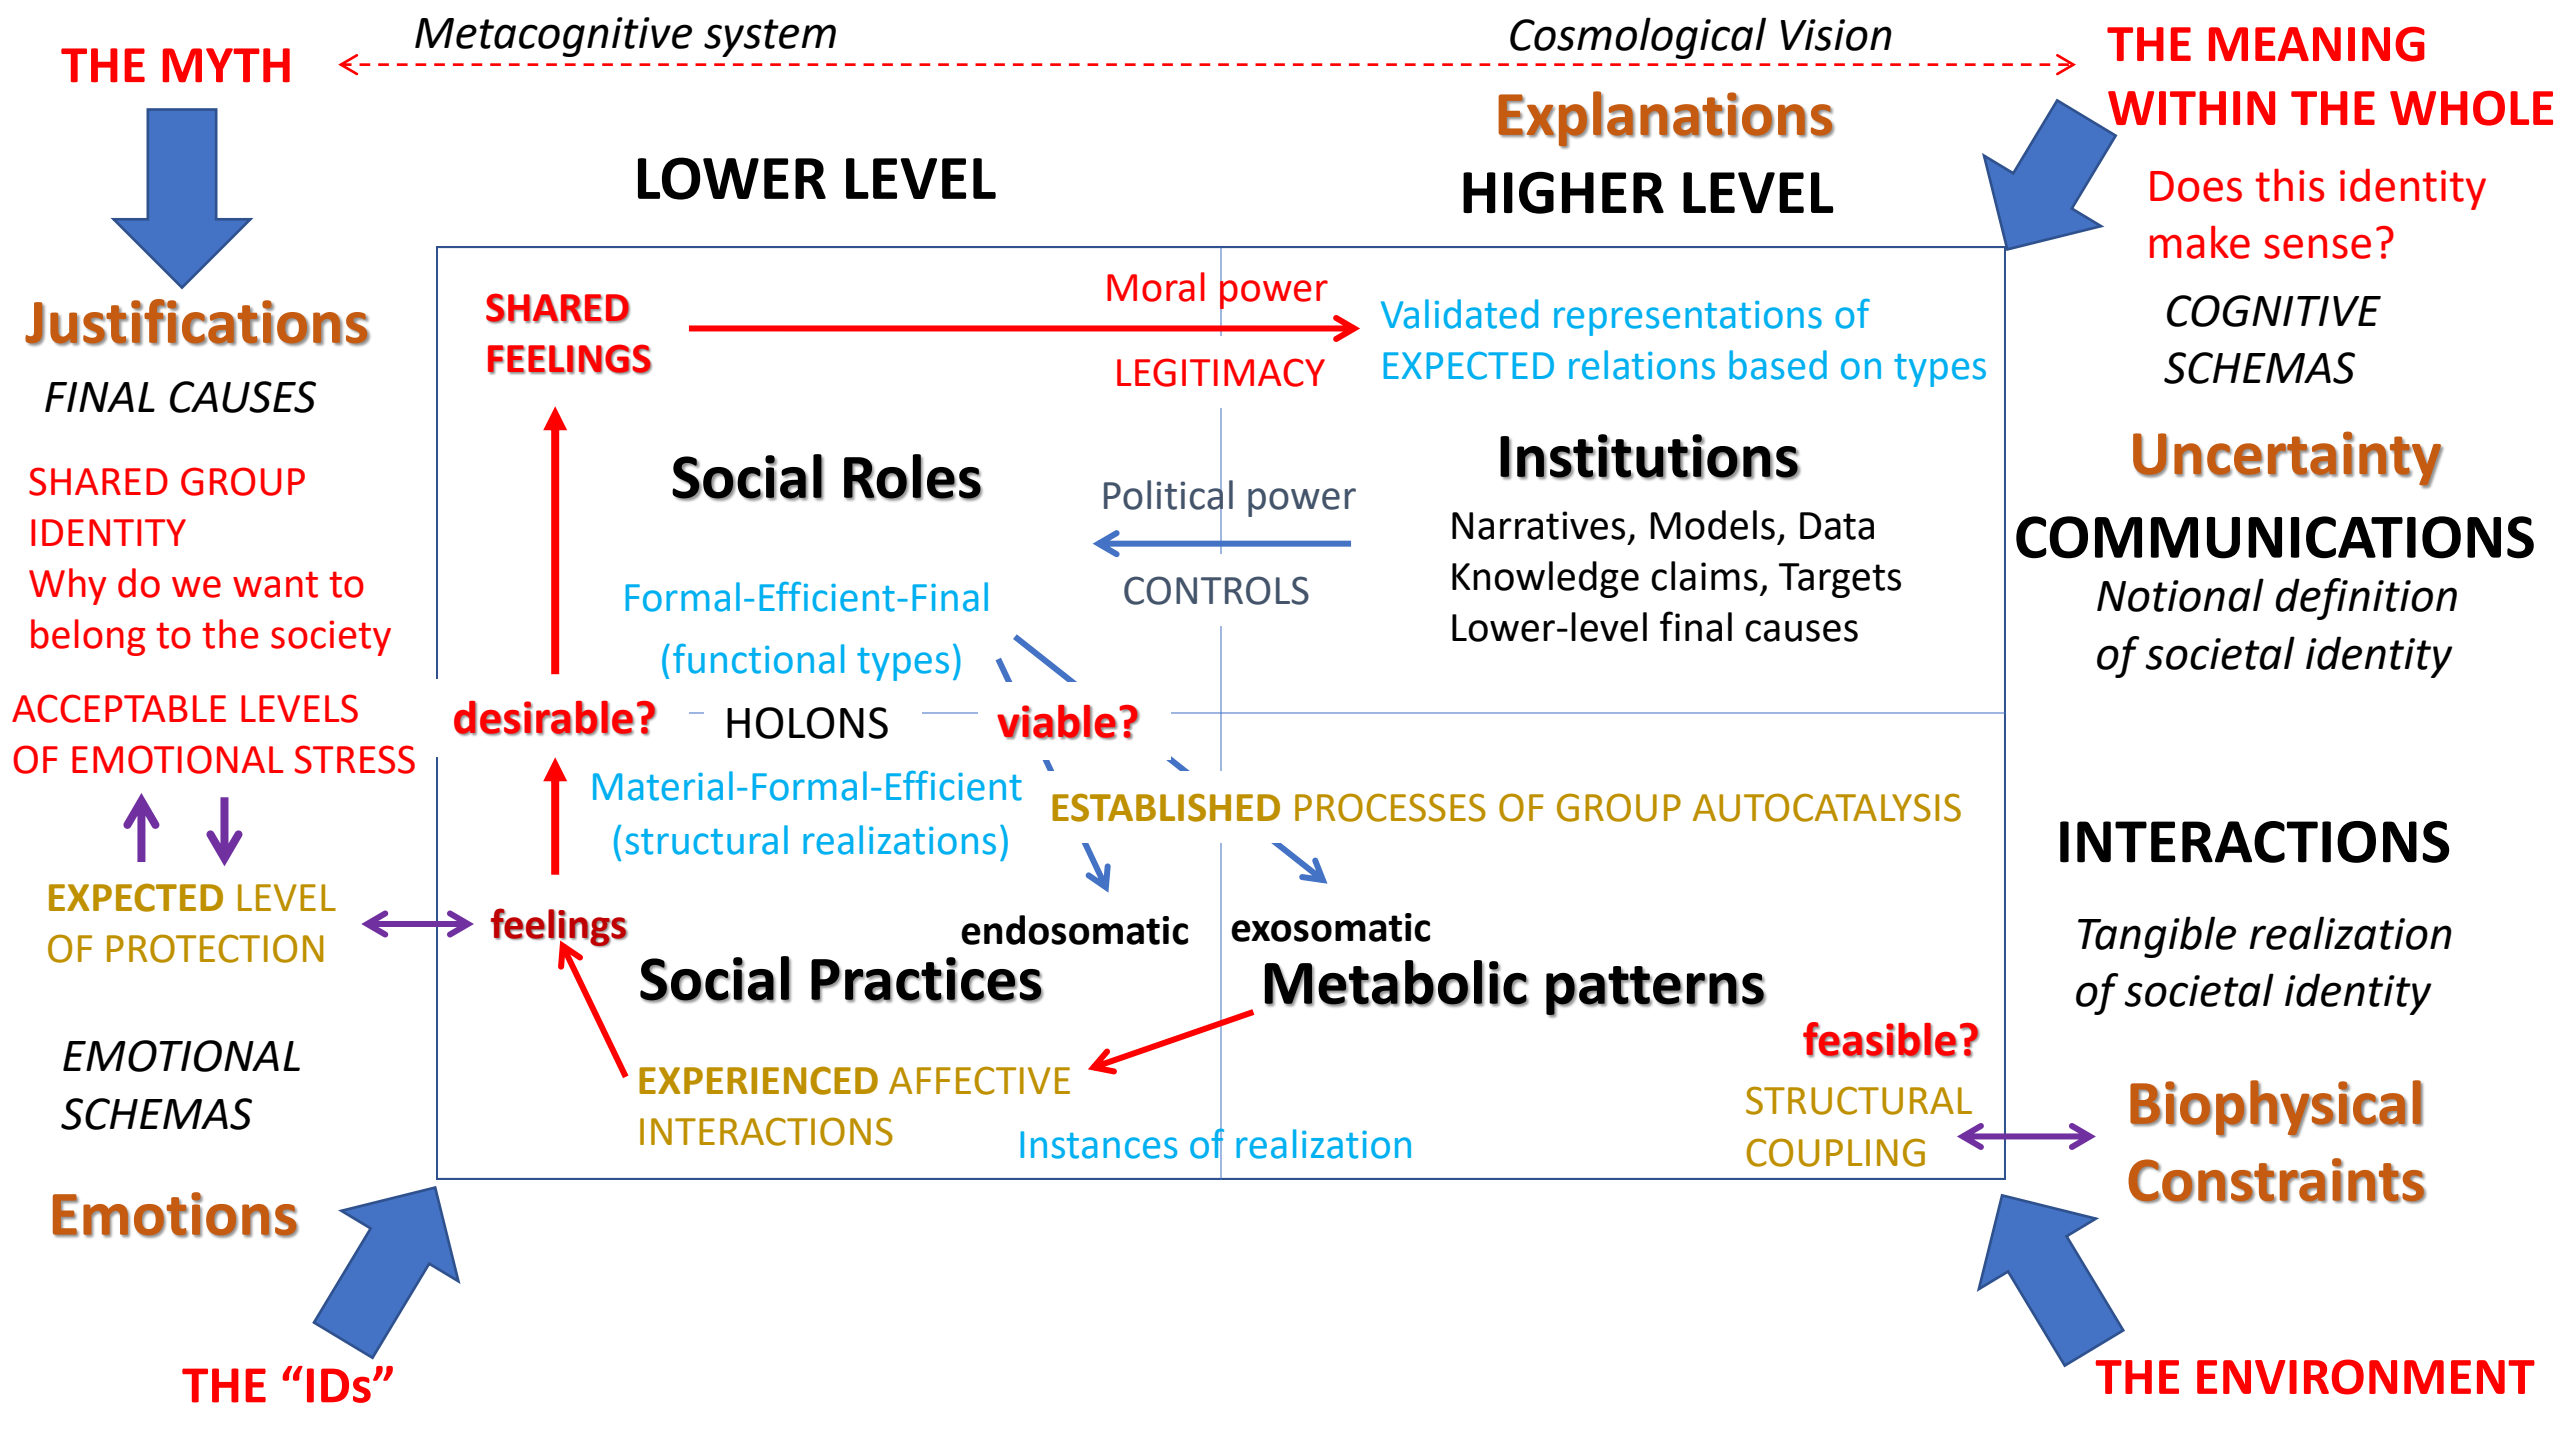 Metacognitive system
Cosmological Vision
THE MYTH
THE MEANING
WITHIN THE WHOLE
Explanations
LOWER LEVEL
HIGHER LEVEL
Does this identity
make sense?
Justifications
FINAL CAUSES
SHARED
FEELINGS
Moral power
LEGITIMACY
Validated representations of
EXPECTED relations based on types
COGNITIVE
SCHEMAS
SHARED GROUP
IDENTITY
Why do we want to
belong to the society
Social Roles
Political power
CONTROLS
Institutions
Narratives, Models, Data
Knowledge claims, Targets
Lower-level final causes
Uncertainty
COMMUNICATIONS
Notional definition
of societal identity
Formal-Efficient-Final
(functional types)
ACCEPTABLE LEVELS
OF EMOTIONAL STRESS
desirable?
HOLONS
viable?
Material-Formal-Efficient
(structural realizations)
ESTABLISHED PROCESSES OF GROUP AUTOCATALYSIS
INTERACTIONS
Tangible realization
of societal identity
EXPECTED LEVEL
OF PROTECTION
feelings
endosomatic
exosomatic
Social Practices
Metabolic patterns
feasible?
EMOTIONAL
SCHEMAS
EXPERIENCED AFFECTIVE
INTERACTIONS
Instances of realization
STRUCTURAL
COUPLING
Biophysical
Constraints
Emotions
THE “IDs”
THE ENVIRONMENT